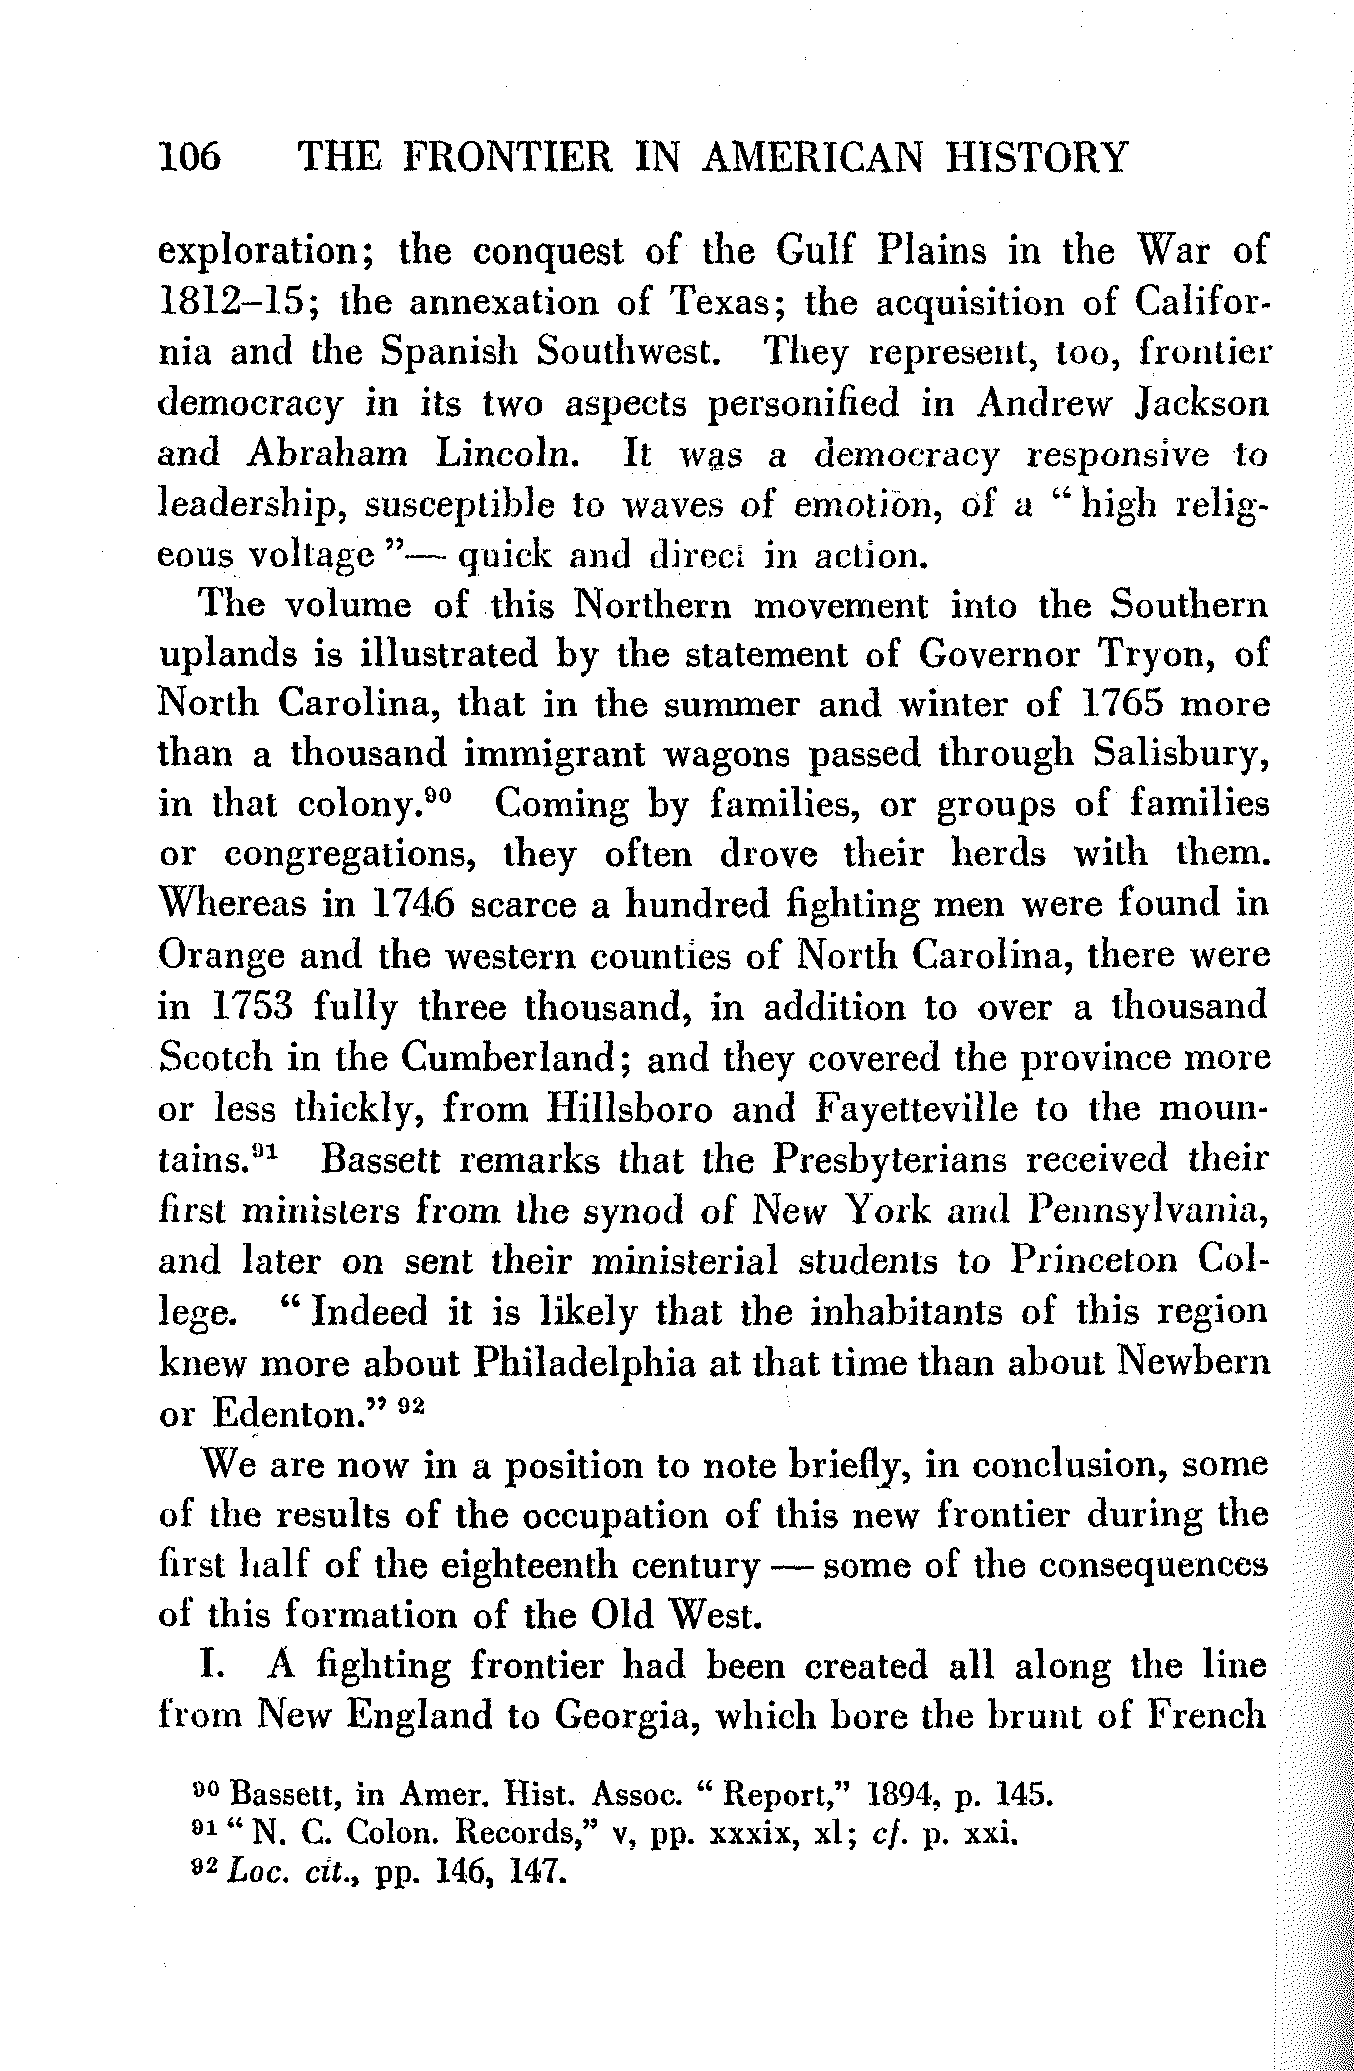 106 THE FRONTIER IN AMERICAN HISTORY
exploration; the conquest of the Gulf Plains in the War of
1812–15; the annexation of Texas; the acquisition of Califor-
nia and the Spanish Southwest. They represent, too, frontier
democracy in its two aspects personified in Andrew Jackson
and Abraham Lincoln. It was a democracy responsive to
leadership, susceptible to waves of emotion, of a “ high relig-
eous voltage ”— quick and direct in action.
The volume of this Northern movement into the Southern
uplands is illustrated by the statement of Governor Tryon, of
North Carolina, that in the summer and winter of 1765 more
than a thousand immigrant wagons passed through Salisbury,
in that colony.⁹⁰ Coming by families, or groups of families
or congregations, they often drove their herds with them.
Whereas in 1746 scarce a hundred fighting men were found in
Orange and the western counties of North Carolina, there were
in 1753 fully three thousand, in addition to over a thousand
Scotch in the Cumberland; and they covered the province more
or less thickly, from Hillsboro and Fayetteville to the moun-
tains.⁹¹ Bassett remarks that the Presbyterians received their
first ministers from the synod of New York and Pennsylvania,
and later on sent their ministerial students to Princeton Col-
lege. “ Indeed it is likely that the inhabitants of this region
knew more about Philadelphia at that time than about Newbern
or Edenton.” ⁹²
We are now in a position to note briefly, in conclusion, some
of the results of the occupation of this new frontier during the
first half of the eighteenth century — some of the consequences
of this formation of the Old West.
I. A fighting frontier had been created all along the line
from New England to Georgia, which bore the brunt of French
⁹⁰ Bassett, in Amer. Hist. Assoc. “ Report,” 1894, p. 145.
⁹¹ “ N. C. Colon. Records,” v, pp. xxxix, xl; cf. p. xxi.
⁹² Loc. cit., pp. 146, 147.